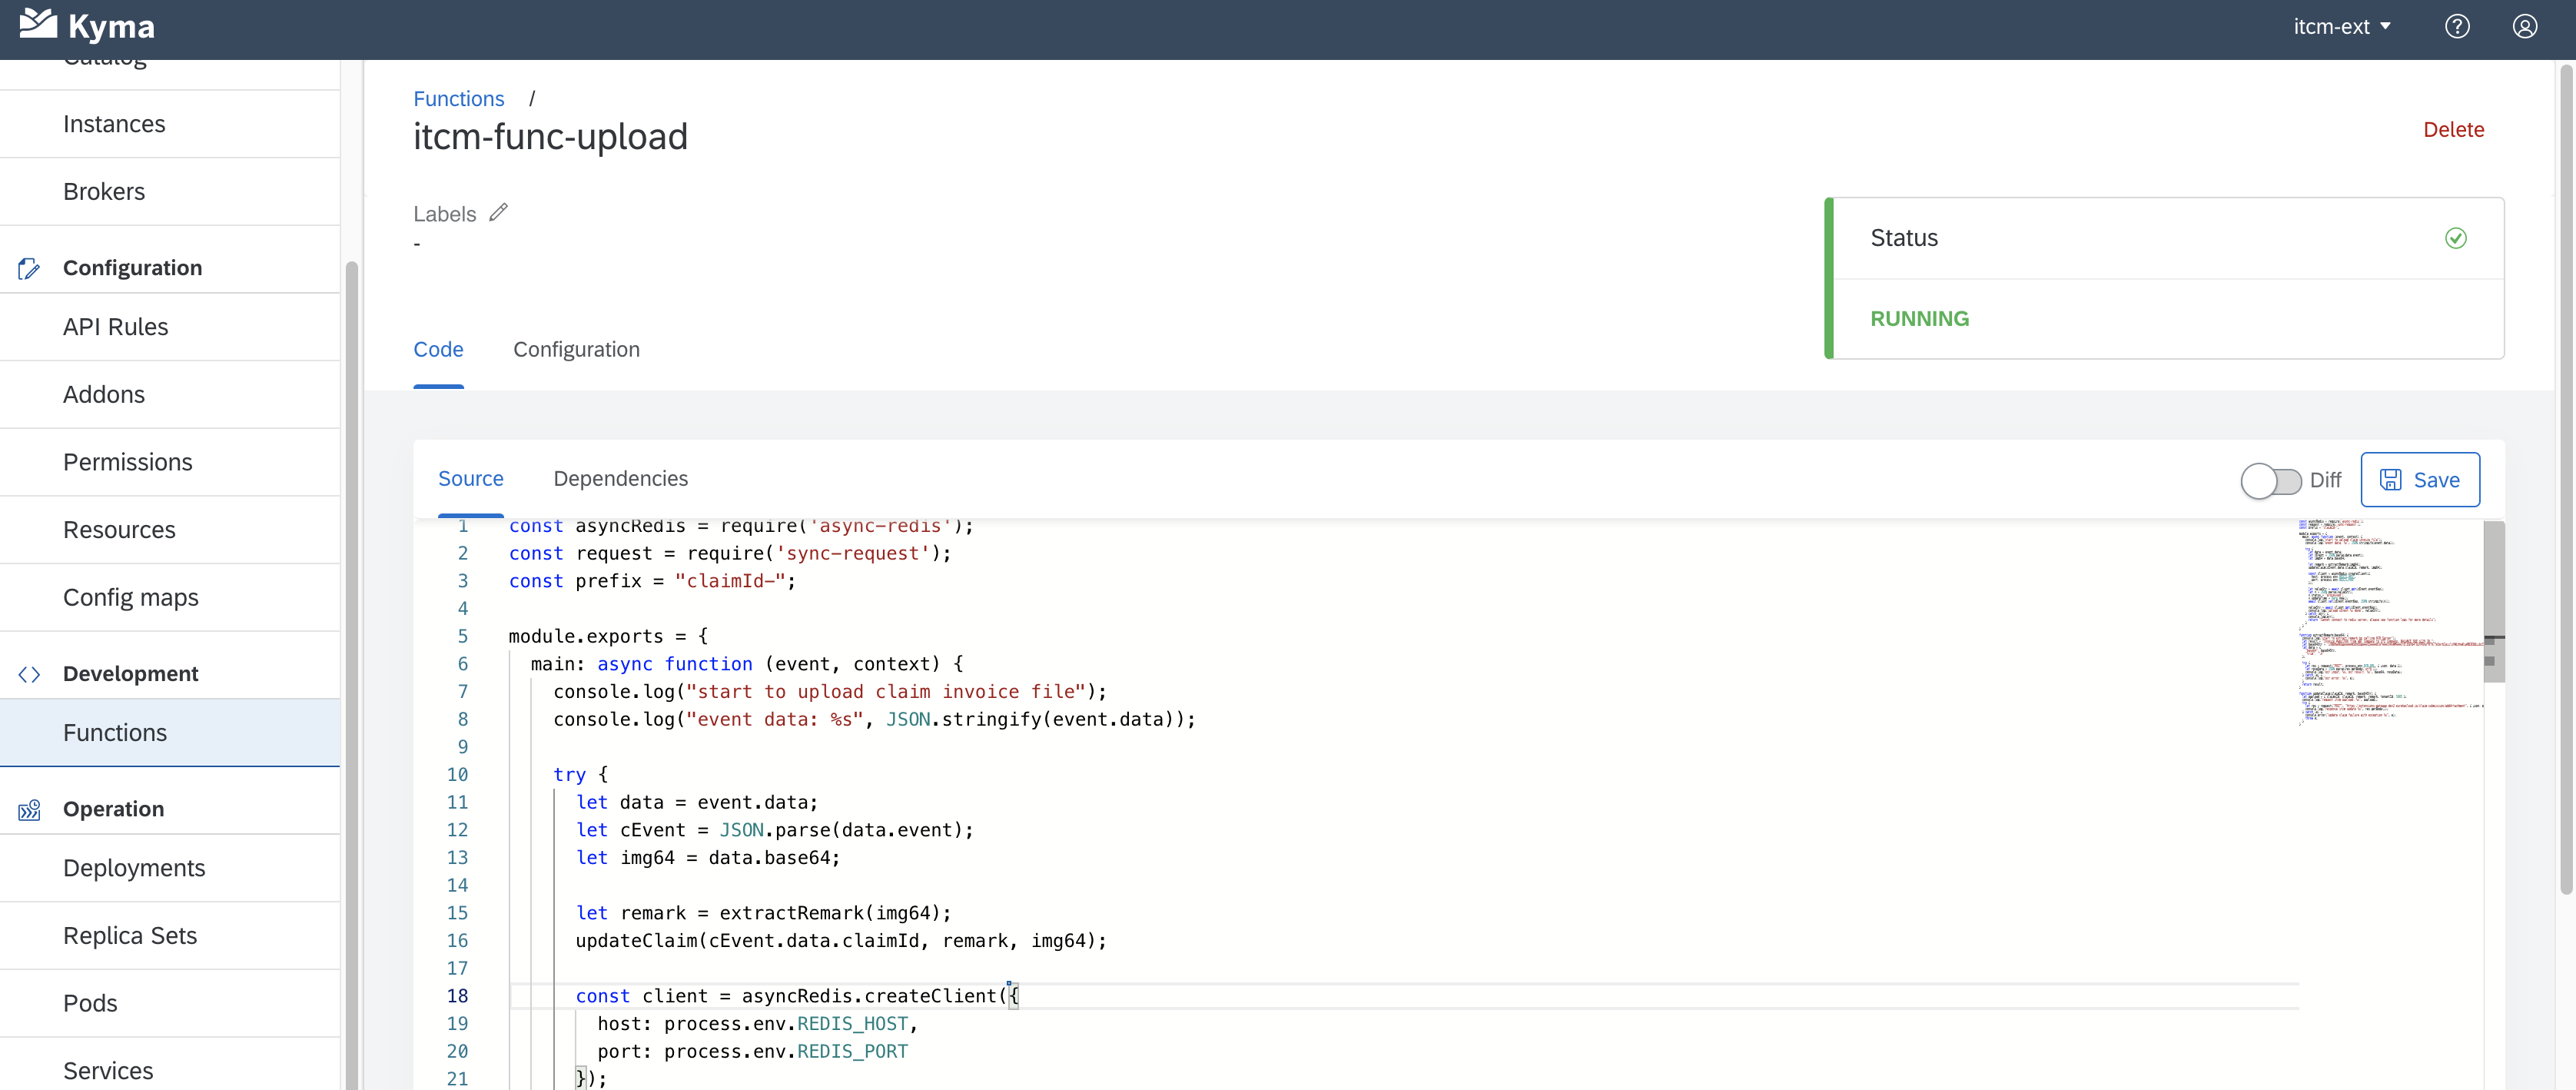 Kyma
itcm-ext
Catalog
Instances
Brokers
Configuration
API Rules
Addons
Permissions
Resources
Config maps
Development
Functions
Operation
Deployments
Replica Sets
Pods
Services
Functions /
itcm-func-upload
Delete
Labels
-
Status
RUNNING
Code Configuration
Source Dependencies
Diff Save
1 const asyncRedis = require('async-redis');
2 const request = require('sync-request');
3 const prefix = "claimId-";
4
5 module.exports = {
6 main: async function (event, context) {
7 console.log("start to upload claim invoice file");
8 console.log("event data: %s", JSON.stringify(event.data));
9
10 try {
11 let data = event.data;
12 let cEvent = JSON.parse(data.event);
13 let img64 = data.base64;
14
15 let remark = extractRemark(img64);
16 updateClaim(cEvent.data.claimId, remark, img64);
17
18 const client = asyncRedis.createClient({
19 host: process.env.REDIS_HOST,
20 port: process.env.REDIS_PORT
21 });